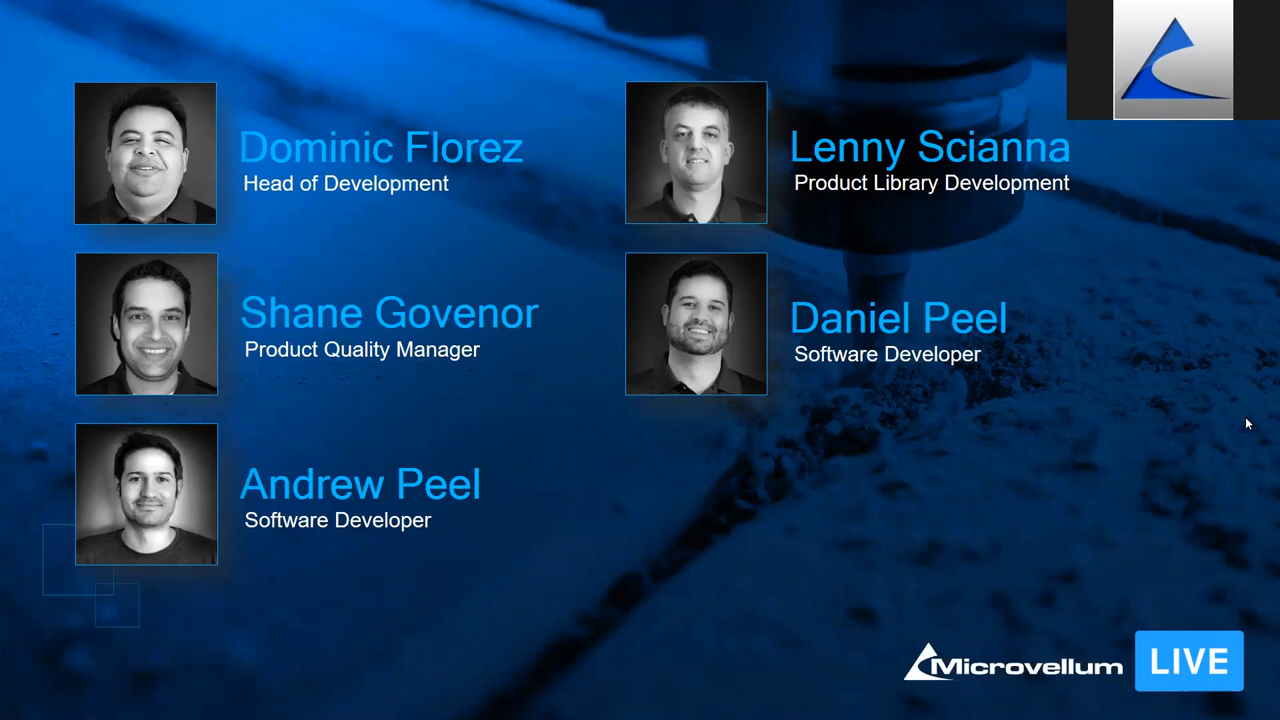 Dominic Florez
Head of Development
Shane Govenor
Product Quality Manager
Andrew Peel
Software Developer
Lenny Scianna
Product Library Development
Daniel Peel
Software Developer
Microvellum
LIVE